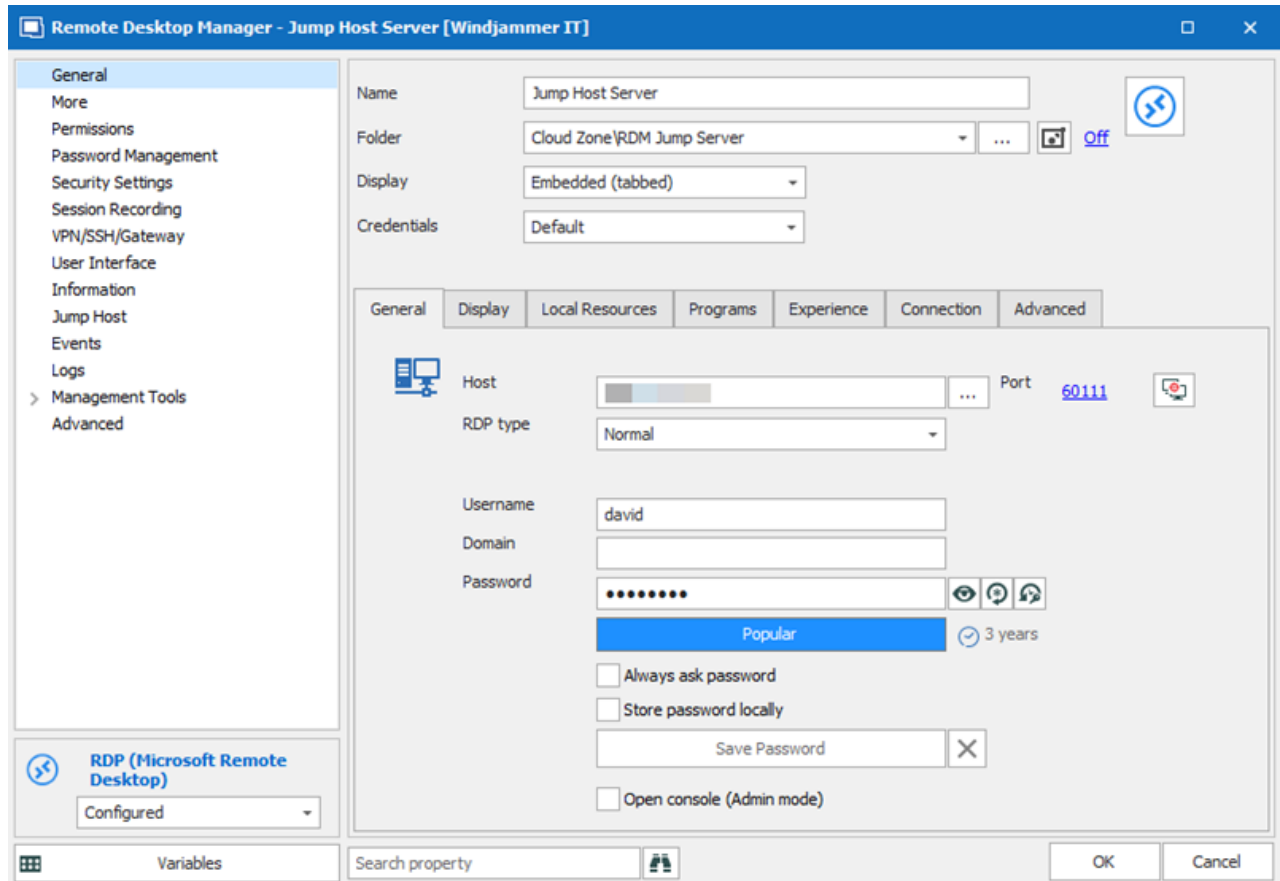 Remote Desktop Manager - Jump Host Server [Windjammer IT]
General
More
Permissions
Password Management
Security Settings
Session Recording
VPN/SSH/Gateway
User Interface
Information
Jump Host
Events
Logs
Management Tools
Advanced
RDP (Microsoft Remote
Desktop)
Configured
Variables
Name Jump Host Server
Folder Cloud Zone\RDM Jump Server ... Off
Display Embedded (tabbed)
Credentials Default
General Display Local Resources Programs Experience Connection Advanced
Host ... Port 60111
RDP type Normal
Username david
Domain
Password ••••••••
Popular 3 years
Always ask password
Store password locally
Save Password
Open console (Admin mode)
Search property OK Cancel